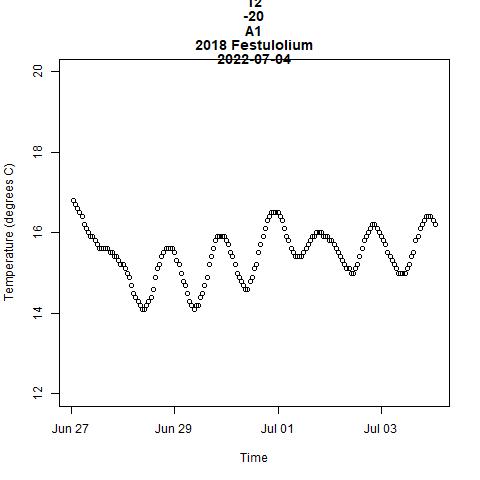 T2
-20
A1
2018 Festulolium
2022-07-04
Temperature (degrees C)
20
18
16
14
12
Jun 27
Jun 29
Jul 01
Jul 03
Time